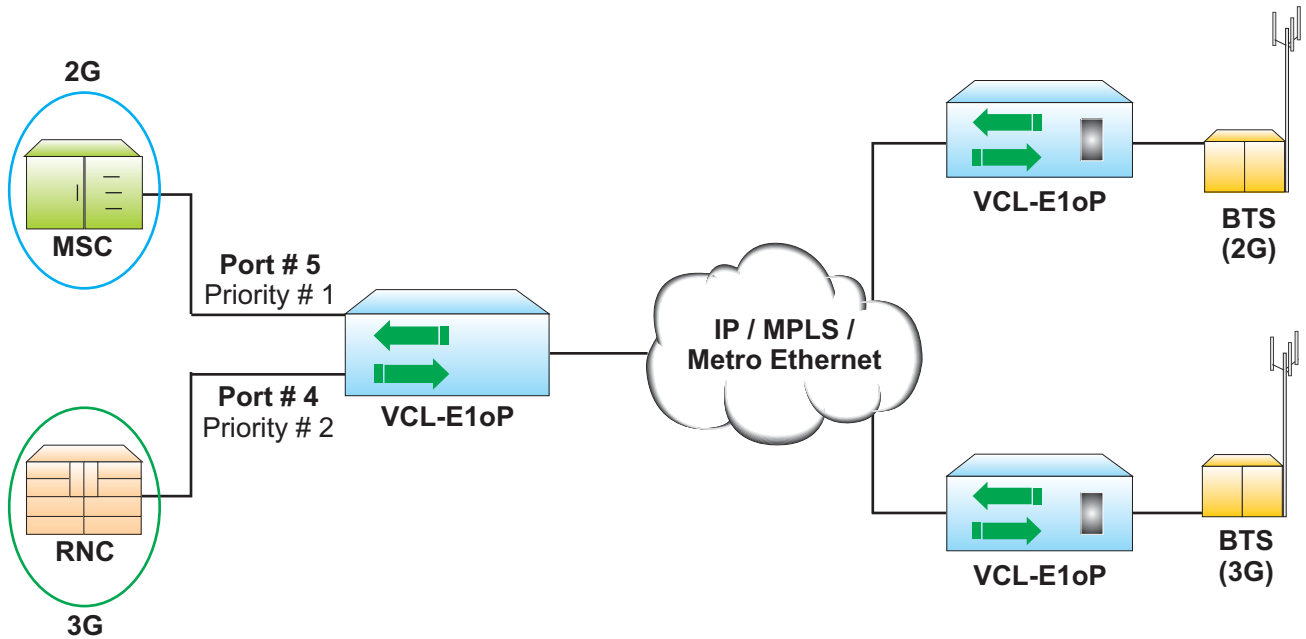 2G
MSC
Port # 5
Priority # 1
Port # 4
Priority # 2
RNC
3G
VCL-E1oP
IP / MPLS /
Metro Ethernet
VCL-E1oP
BTS
(2G)
VCL-E1oP
BTS
(3G)